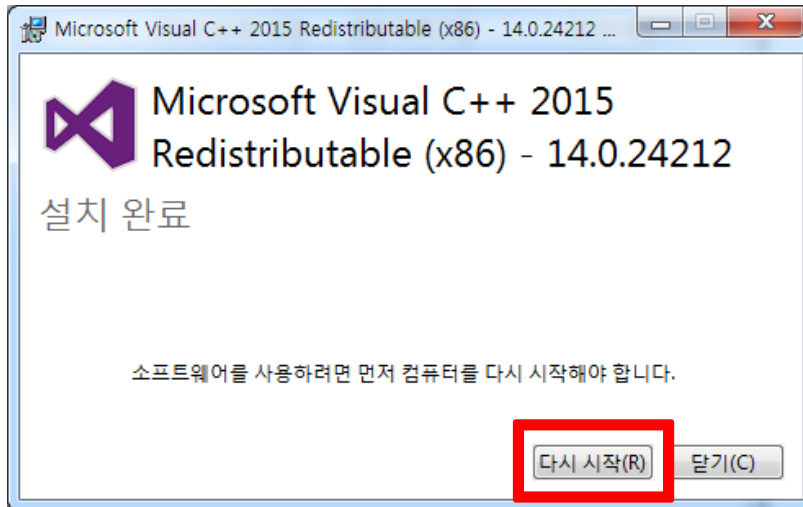 Microsoft Visual C++ 2015 Redistributable (x86) - 14.0.24212 ...
Microsoft Visual C++ 2015
Redistributable (x86) - 14.0.24212
설치 완료
소프트웨어를 사용하려면 먼저 컴퓨터를 다시 시작해야 합니다.
다시 시작(R) 닫기(C)